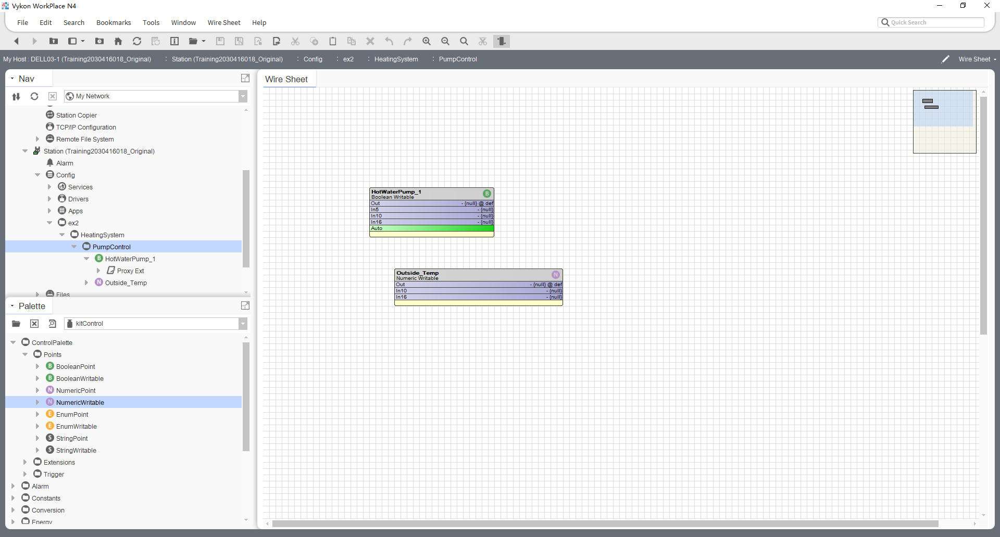 Vykon WorkPlace N4
File Edit Search Bookmarks Tools Window Wire Sheet Help
Quick Search
My Host : DELL03-1 (Training2030416018_Original) : Station (Training2030416018_Original) : Config : ex2 : HeatingSystem : PumpControl
Wire Sheet
Nav
My Network
Station Copier
TCP/IP Configuration
Remote File System
Station (Training2030416018_Original)
Alarm
Config
Services
Drivers
Apps
ex2
HeatingSystem
PumpControl
B HotWaterPump_1
Proxy Ext
N Outside_Temp
Files
Palette
kitControl
ControlPalette
Points
B BooleanPoint
B BooleanWritable
N NumericPoint
N NumericWritable
E EnumPoint
E EnumWritable
S StringPoint
S StringWritable
Extensions
Trigger
Alarm
Constants
Conversion
Energy
Wire Sheet
HotWaterPump_1 B
Boolean Writable
Out - {null} @ def
In5 - {null}
In10 - {null}
In16 - {null}
Auto
Outside_Temp N
Numeric Writable
Out - {null} @ def
In10 - {null}
In16 - {null}